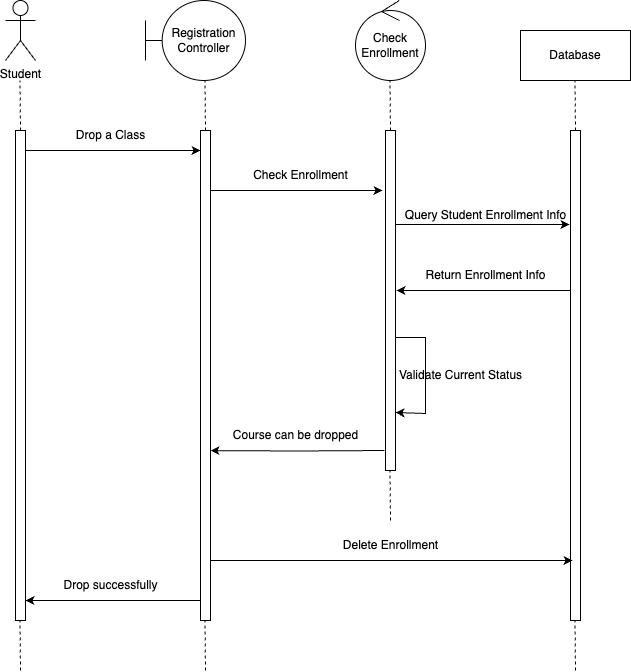 Student
Registration
Controller
Check
Enrollment
Database
Drop a Class
Check Enrollment
Query Student Enrollment Info
Return Enrollment Info
Validate Current Status
Course can be dropped
Delete Enrollment
Drop successfully